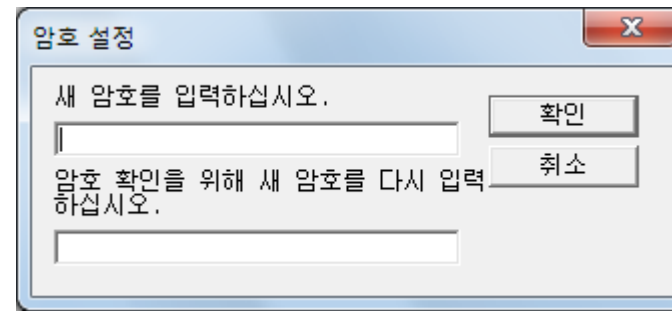 암호 설정
새 암호를 입력하십시오.
확인
취소
암호 확인을 위해 새 암호를 다시 입력
하십시오.